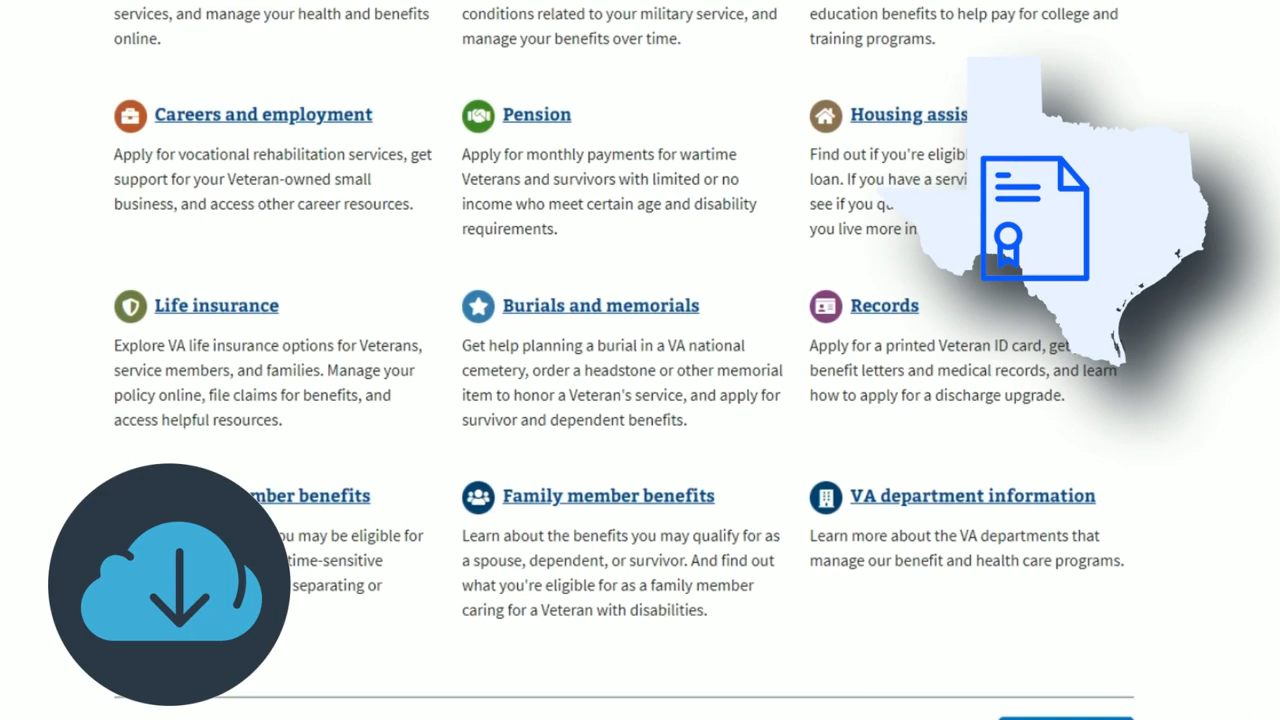 services, and manage your health and benefits
online.
conditions related to your military service, and
manage your benefits over time.
education benefits to help pay for college and
training programs.
Careers and employment
Apply for vocational rehabilitation services, get
support for your Veteran-owned small
business, and access other career resources.
Pension
Apply for monthly payments for wartime
Veterans and survivors with limited or no
income who meet certain age and disability
requirements.
Housing assis
Find out if you're eligibl
loan. If you have a servi
see if you qu
you live more in
Life insurance
Explore VA life insurance options for Veterans,
service members, and families. Manage your
policy online, file claims for benefits, and
access helpful resources.
Burials and memorials
Get help planning a burial in a VA national
cemetery, order a headstone or other memorial
item to honor a Veteran's service, and apply for
survivor and dependent benefits.
Records
Apply for a printed Veteran ID card, get
benefit letters and medical records, and learn
how to apply for a discharge upgrade.
mber benefits
ou may be eligible for
time-sensitive
separating or
Family member benefits
Learn about the benefits you may qualify for as
a spouse, dependent, or survivor. And find out
what you're eligible for as a family member
caring for a Veteran with disabilities.
VA department information
Learn more about the VA departments that
manage our benefit and health care programs.